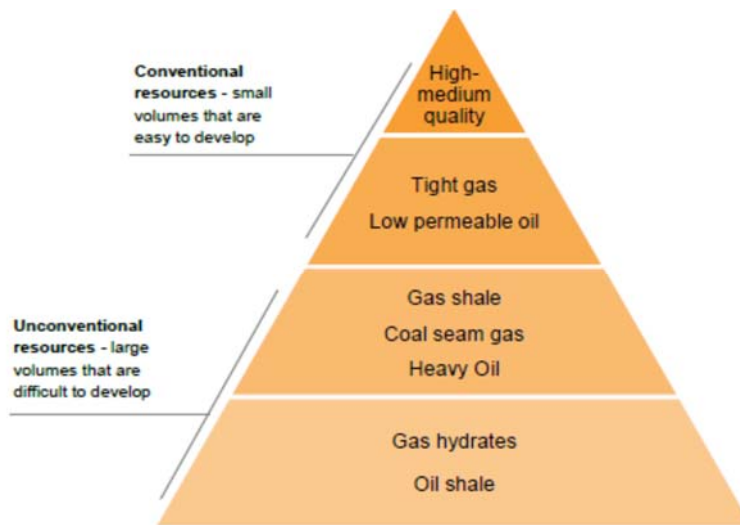 Conventional
resources - small
volumes that are
easy to develop
High-
medium
quality
Tight gas
Low permeable oil
Unconventional
resources - large
volumes that are
difficult to develop
Gas shale
Coal seam gas
Heavy Oil
Gas hydrates
Oil shale